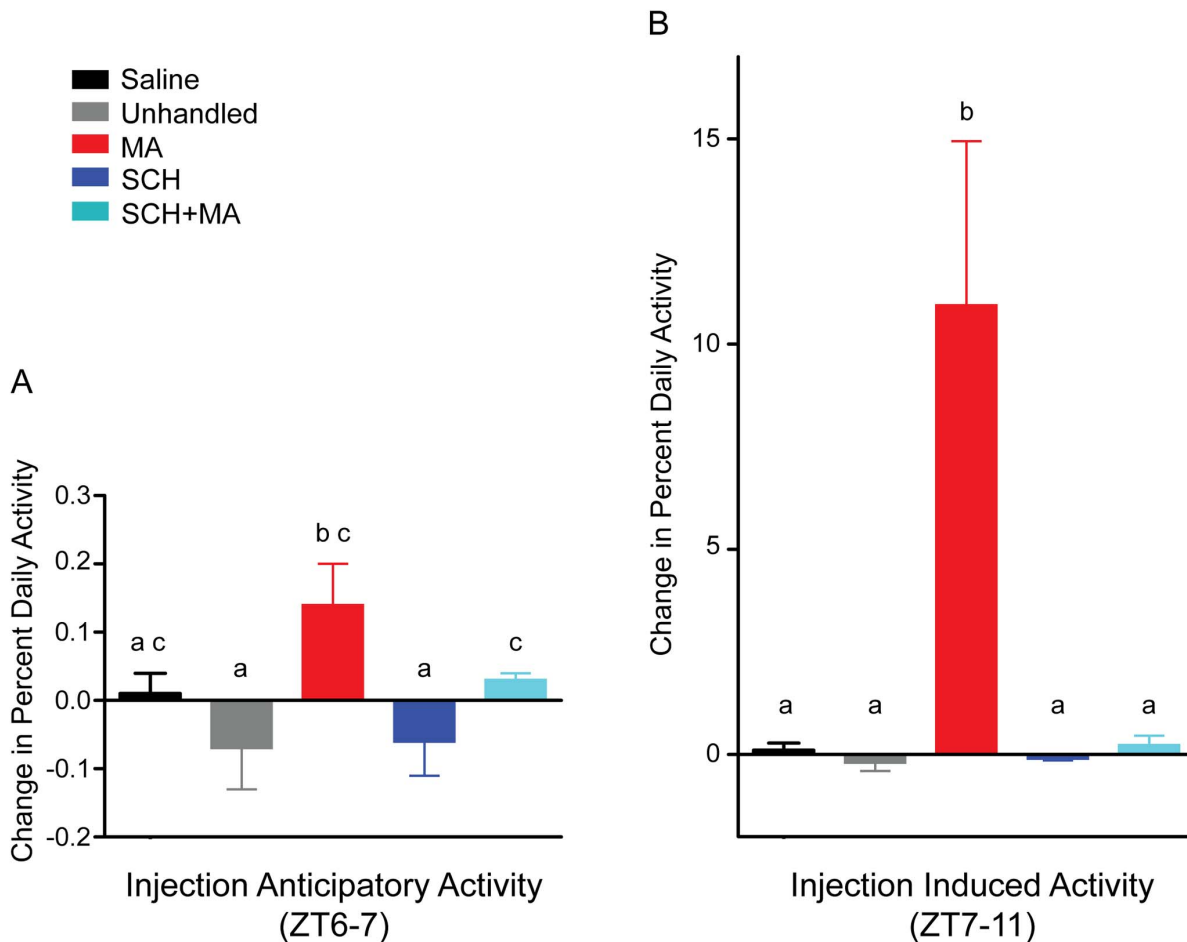 Saline
Unhandled
MA
SCH
SCH+MA
A
Change in Percent Daily Activity
0.3
0.2
0.1
0.0
-0.1
-0.2
a c
a
b c
a
c
Injection Anticipatory Activity
(ZT6-7)
B
Change in Percent Daily Activity
15
10
5
0
a
a
b
a
a
Injection Induced Activity
(ZT7-11)